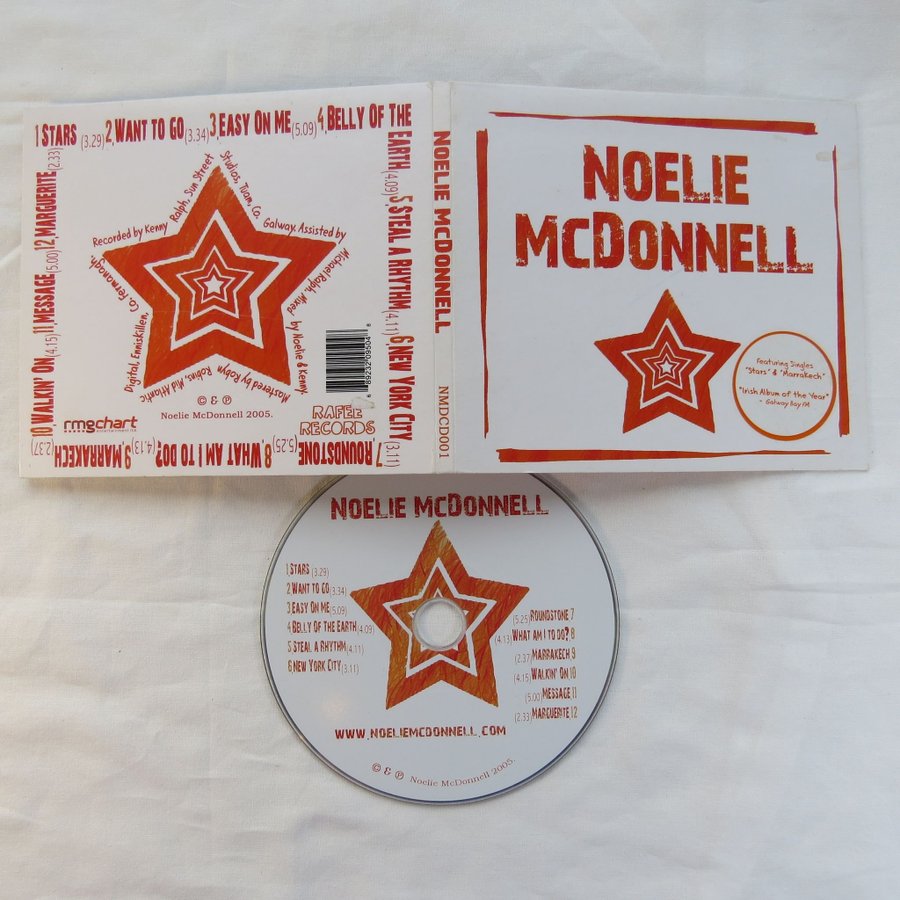 1 STARS (3.29) 2.WANT TO GO (3.34) 3.EASY ON ME (5.09) 4.BELLY OF THE
EARTH (4.09) 5 STEAL A RHYTHM (4.11) 6 NEW YORK CITY (3.11)
7 ROUNDSTONE (5.25) 8 WHAT AM I TO DO? (4.13) 9 MARRAKECH (2.37)
10 WALKIN' ON (4.15) 11 MESSAGE (5.00) 12 MARGUERITE (2.33)
Recorded by Kenny Ralph, Sun Street
Studios, Tuam, Co. Galway. Assisted by
Michael Ralph. Mixed by Noelie & Kenny.
Mastered by Robyn Robins, Mid Atlantic
Digital, Enniskillen, Co. Fermanagh.
© & ℗
Noelie McDonnell 2005.
rmgchart
RAFEE
RECORDS
NOELIE MCDONNELL
NMDCD001
NOELIE
MCDONNELL
Featuring Singles
"Stars" & "Marrakech"
"Irish Album of the Year"
- Galway Bay FM
NOELIE MCDONNELL
1 STARS (3.29)
2 WANT TO GO (3.34)
3 EASY ON ME (5.09)
4 BELLY OF THE EARTH (4.09)
5 STEAL A RHYTHM (4.11)
6 NEW YORK CITY (3.11)
(5.25) ROUNDSTONE 7
(4.13) WHAT AM I TO DO? 8
(2.37) MARRAKECH 9
(4.15) WALKIN' ON 10
(5.00) MESSAGE 11
(2.33) MARGUERITE 12
WWW.NOELIEMCDONNELL.COM
© & ℗ Noelie McDonnell 2005.